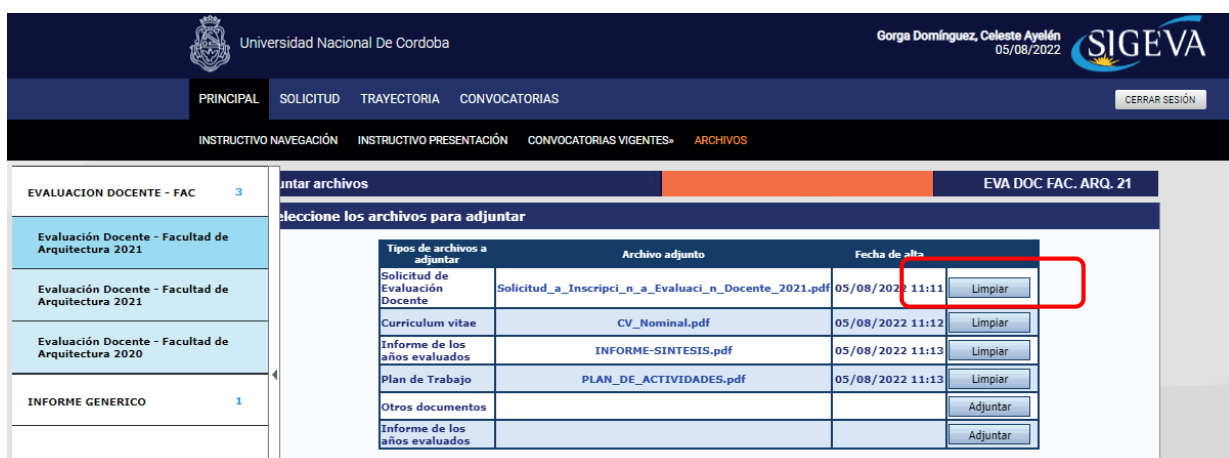 Universidad Nacional De Cordoba
Gorga Domínguez, Celeste Ayelén
05/08/2022
SIGEVA
PRINCIPAL SOLICITUD TRAYECTORIA CONVOCATORIAS
CERRAR SESIÓN
INSTRUCTIVO NAVEGACIÓN INSTRUCTIVO PRESENTACIÓN CONVOCATORIAS VIGENTES» ARCHIVOS
EVALUACION DOCENTE - FAC 3
Evaluación Docente - Facultad de
Arquitectura 2021
Evaluación Docente - Facultad de
Arquitectura 2021
Evaluación Docente - Facultad de
Arquitectura 2020
INFORME GENERICO 1
untar archivos
EVA DOC FAC. ARQ. 21
eleccione los archivos para adjuntar
Tipos de archivos a
adjuntar
Archivo adjunto
Fecha de alta
Solicitud de
Evaluación
Docente
Solicitud_a_Inscripci_n_a_Evaluaci_n_Docente_2021.pdf 05/08/2022 11:11 Limpiar
Curriculum vitae CV_Nominal.pdf 05/08/2022 11:12 Limpiar
Informe de los
años evaluados
INFORME-SINTESIS.pdf 05/08/2022 11:13 Limpiar
Plan de Trabajo PLAN_DE_ACTIVIDADES.pdf 05/08/2022 11:13 Limpiar
Otros documentos Adjuntar
Informe de los
años evaluados
Adjuntar